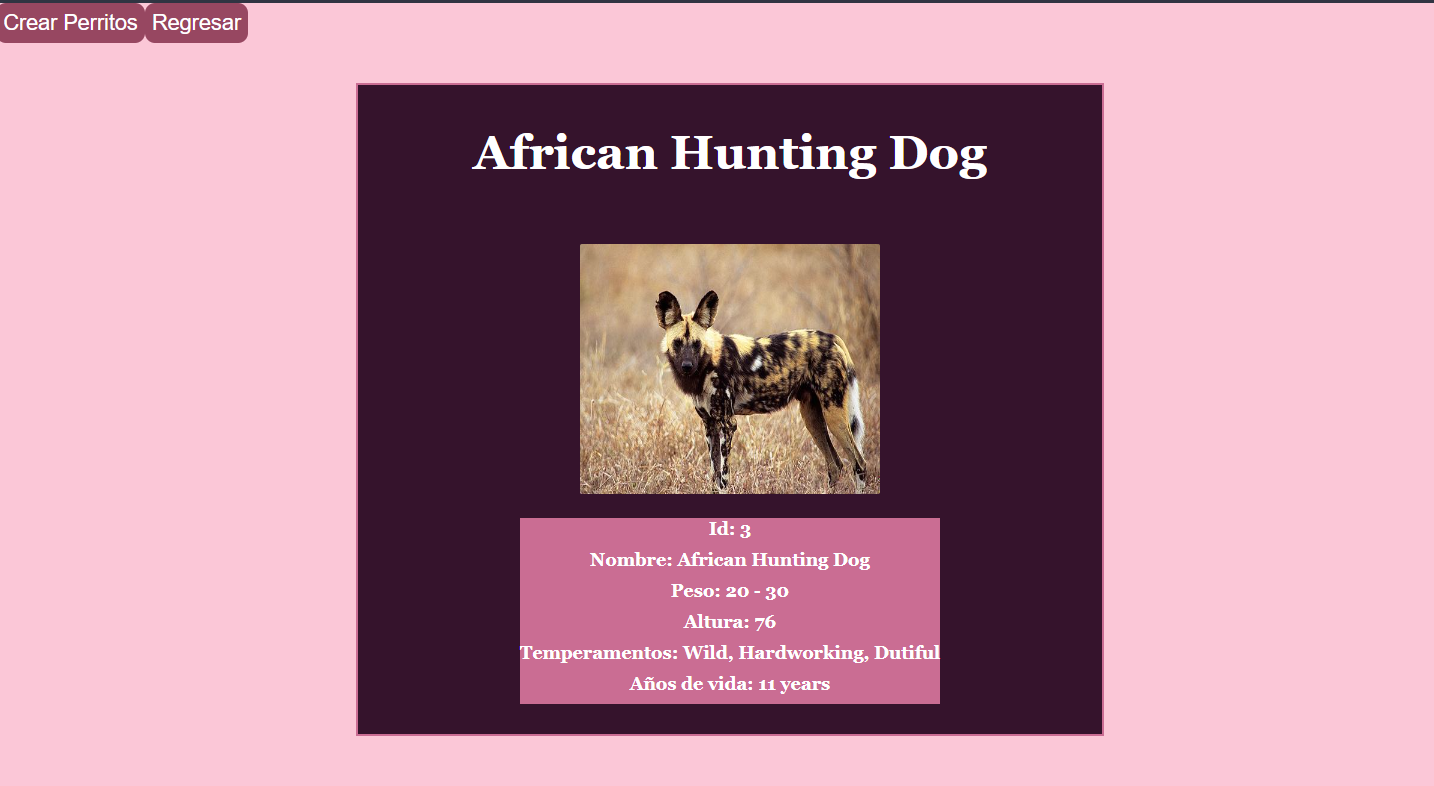 Crear Perritos Regresar
African Hunting Dog
Id: 3
Nombre: African Hunting Dog
Peso: 20 - 30
Altura: 76
Temperamentos: Wild, Hardworking, Dutiful
Años de vida: 11 years